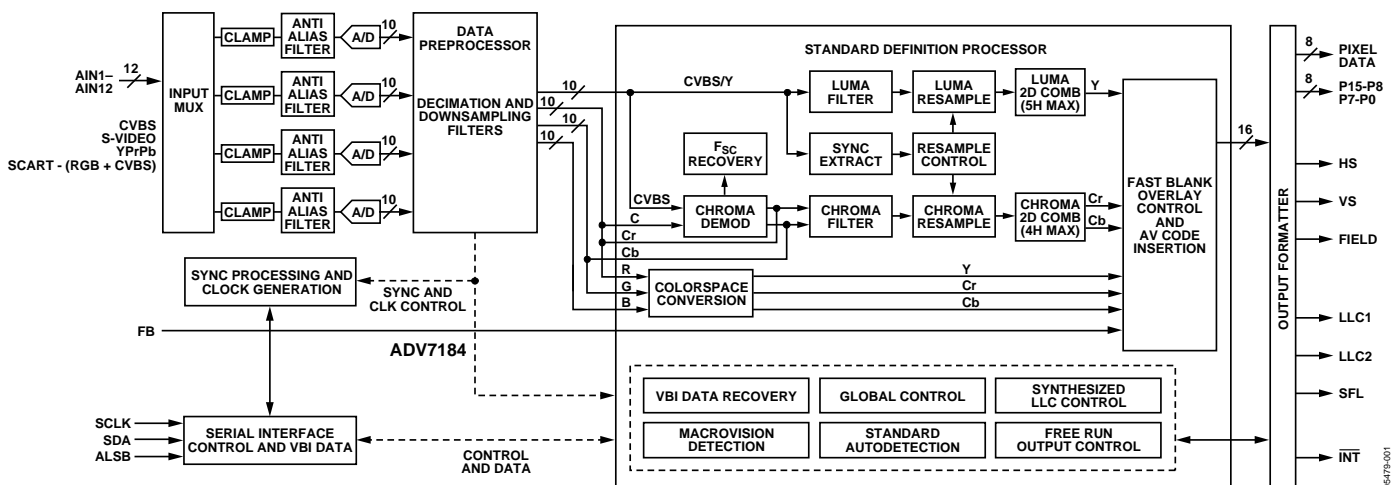 AIN1–
AIN12
CVBS
S-VIDEO
YPrPb
SCART - (RGB + CVBS)
12
INPUT
MUX
CLAMP
ANTI
ALIAS
FILTER
A/D
10
CLAMP
ANTI
ALIAS
FILTER
A/D
10
CLAMP
ANTI
ALIAS
FILTER
A/D
10
CLAMP
ANTI
ALIAS
FILTER
A/D
10
DATA
PREPROCESSOR
DECIMATION AND
DOWNSAMPLING
FILTERS
10
10
10
10
STANDARD DEFINITION PROCESSOR
CVBS/Y
LUMA
FILTER
LUMA
RESAMPLE
LUMA
2D COMB
(5H MAX)
Y
FSC
RECOVERY
SYNC
EXTRACT
RESAMPLE
CONTROL
CVBS
C
Cr
Cb
CHROMA
DEMOD
CHROMA
FILTER
CHROMA
RESAMPLE
CHROMA
2D COMB
(4H MAX)
Cr
Cb
R
G
B
COLORSPACE
CONVERSION
Y
Cr
Cb
FAST BLANK
OVERLAY
CONTROL
AND
AV CODE
INSERTION
16
OUTPUT FORMATTER
8
PIXEL
DATA
8
P15-P8
P7-P0
HS
VS
FIELD
LLC1
LLC2
SFL
INT
SYNC PROCESSING AND
CLOCK GENERATION
SYNC AND
CLK CONTROL
FB
ADV7184
SCLK
SDA
ALSB
SERIAL INTERFACE
CONTROL AND VBI DATA
CONTROL
AND DATA
VBI DATA RECOVERY
GLOBAL CONTROL
SYNTHESIZED
LLC CONTROL
MACROVISION
DETECTION
STANDARD
AUTODETECTION
FREE RUN
OUTPUT CONTROL
05479-001